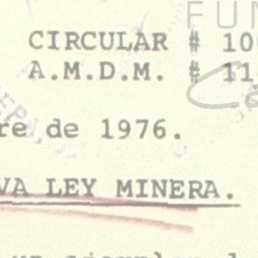 FUN
CIRCULAR # 10
A.M.D.M. # 11
re de 1976.
VA LEY MINERA.